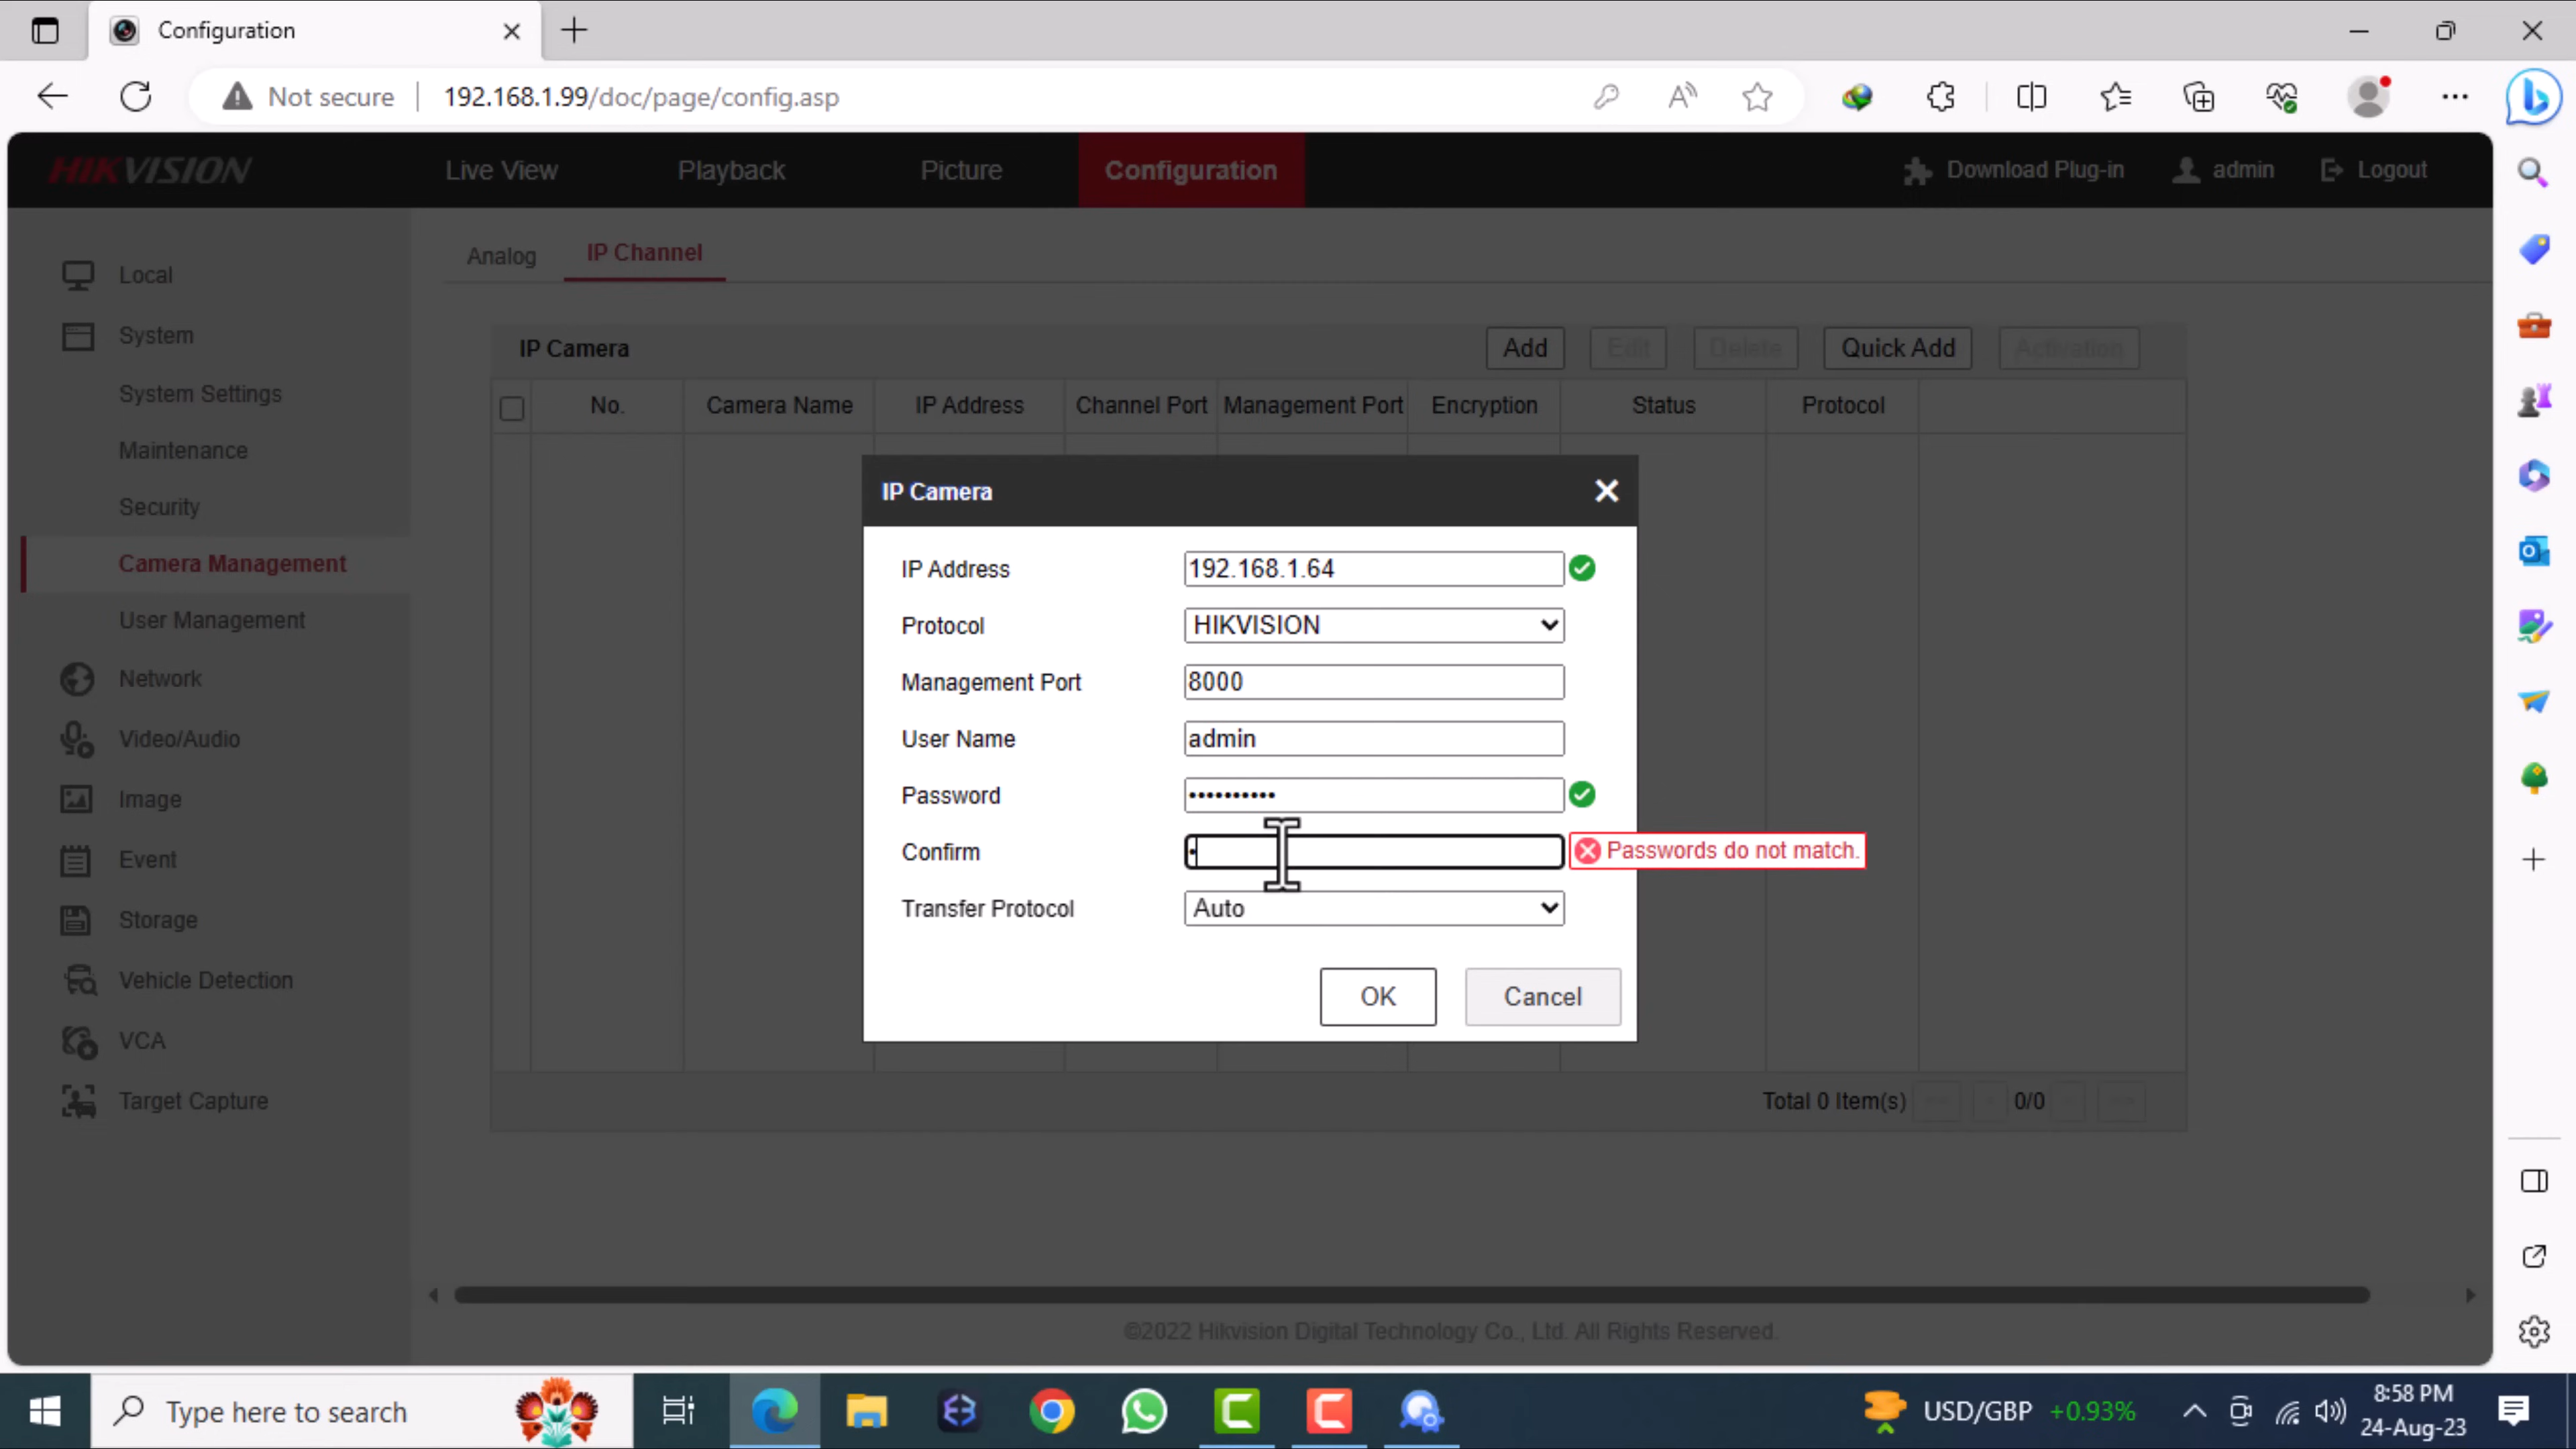 Configuration
Not secure
192.168.1.99/doc/page/config.asp
HIKVISION
Live View
Playback
Picture
Configuration
Download Plug-in
admin
Logout
Local
System
System Settings
Maintenance
Security
Camera Management
User Management
Network
Video/Audio
Image
Event
Storage
Vehicle Detection
VCA
Target Capture
Analog
IP Channel
IP Camera
Add
Edit
Delete
Quick Add
Activation
No.
Camera Name
IP Address
Channel Port
Management Port
Encryption
Status
Protocol
IP Camera
IP Address 192.168.1.64
Protocol HIKVISION
Management Port 8000
User Name admin
Password ••••••••••
Confirm • Passwords do not match.
Transfer Protocol Auto
OK
Cancel
Total 0 Item(s) 0/0
©2022 Hikvision Digital Technology Co., Ltd. All Rights Reserved.
Type here to search
USD/GBP +0.93%
8:58 PM
24-Aug-23